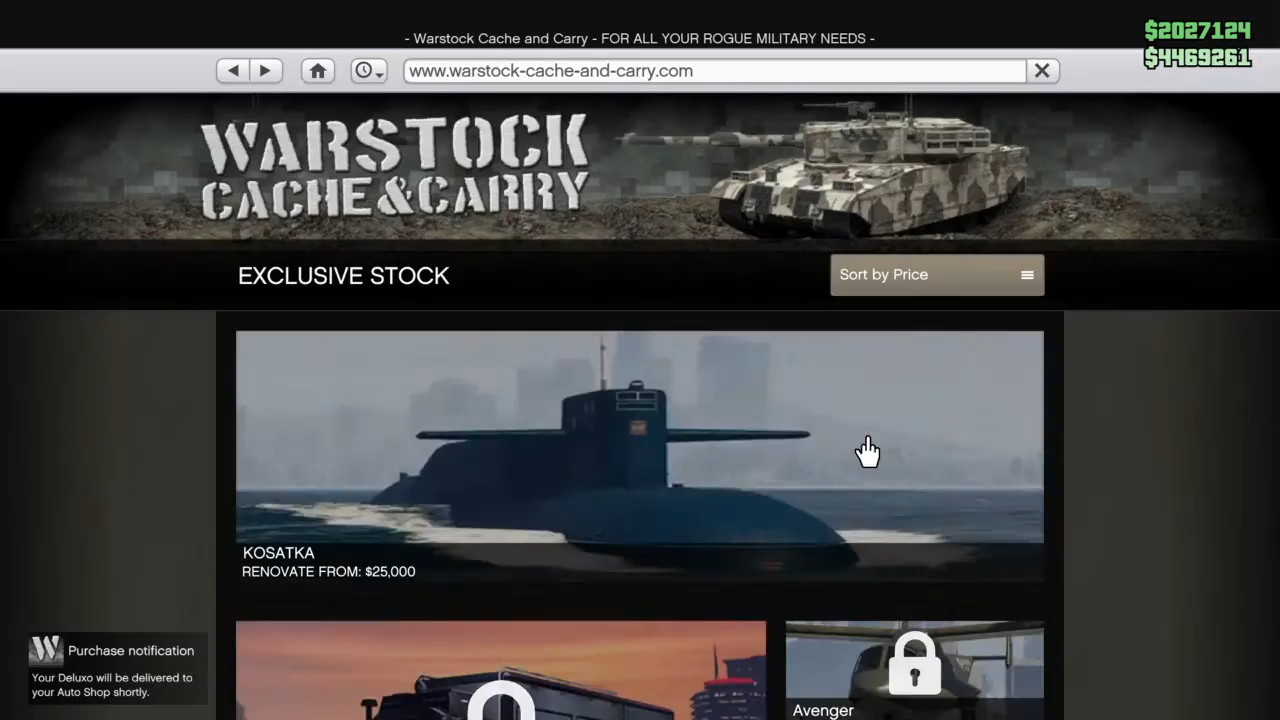 - Warstock Cache and Carry - FOR ALL YOUR ROGUE MILITARY NEEDS -
$2027124
$4469261
www.warstock-cache-and-carry.com
WARSTOCK
CACHE&CARRY
EXCLUSIVE STOCK
Sort by Price
KOSATKA
RENOVATE FROM: $25,000
Purchase notification
Your Deluxo will be delivered to
your Auto Shop shortly.
Avenger